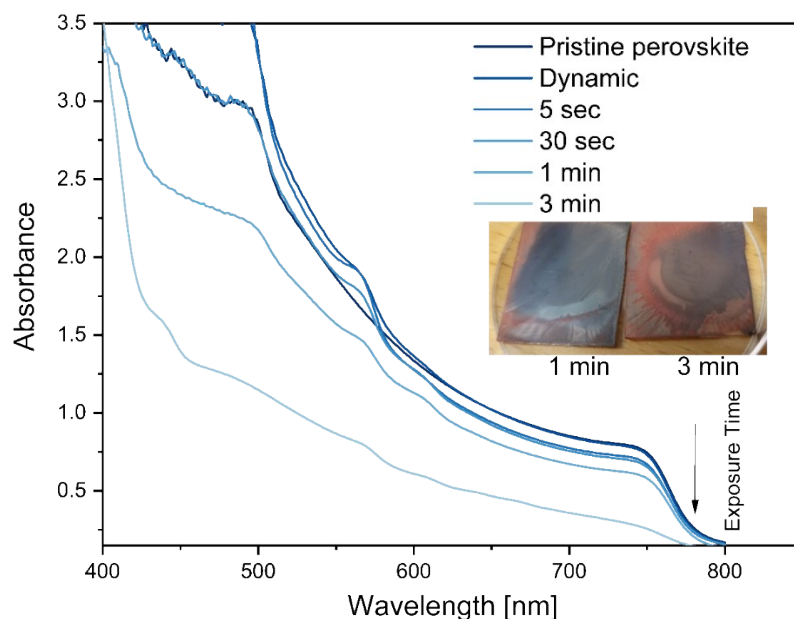 3.5
3.0
2.5
2.0
1.5
1.0
0.5
Absorbance
400
500
600
700
800
Wavelength [nm]
Pristine perovskite
Dynamic
5 sec
30 sec
1 min
3 min
1 min
3 min
Exposure Time